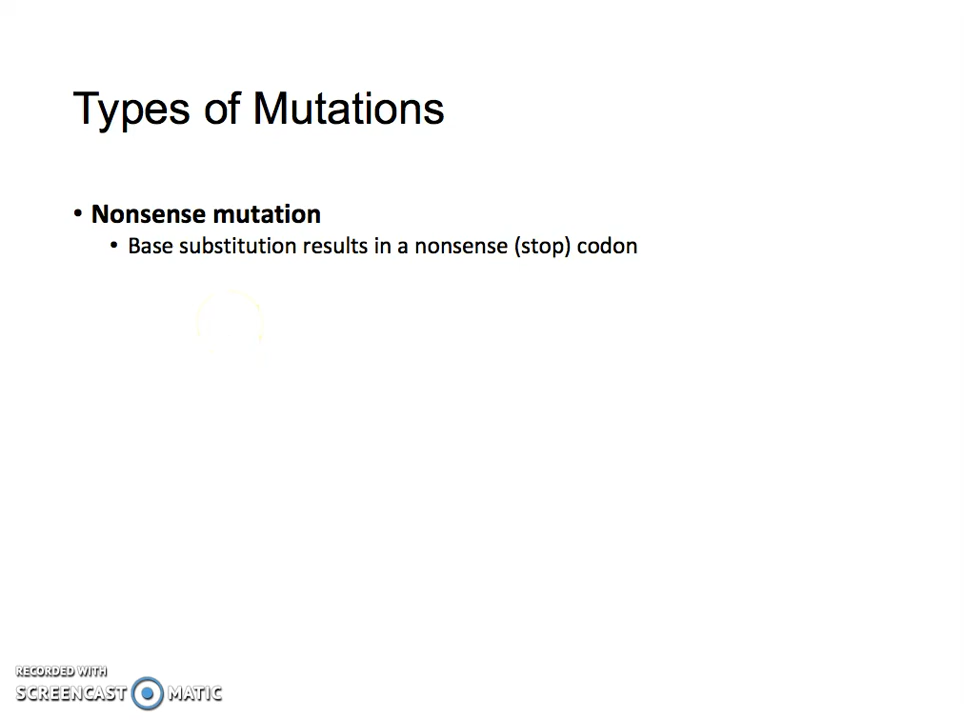 Types of Mutations
• Nonsense mutation
• Base substitution results in a nonsense (stop) codon
RECORDED WITH
SCREENCAST MATIC